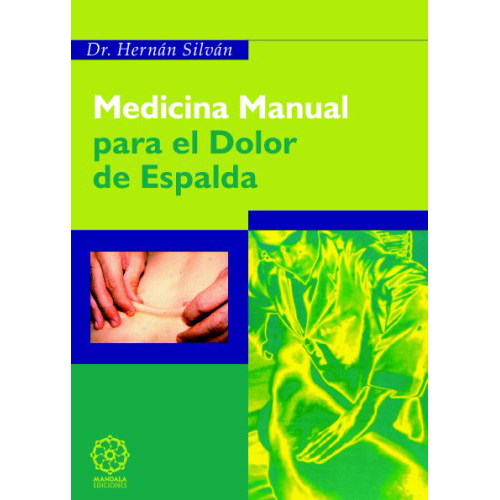 Dr. Hernán Silván
Medicina Manual
para el Dolor
de Espalda
MANDALA
EDICIONES